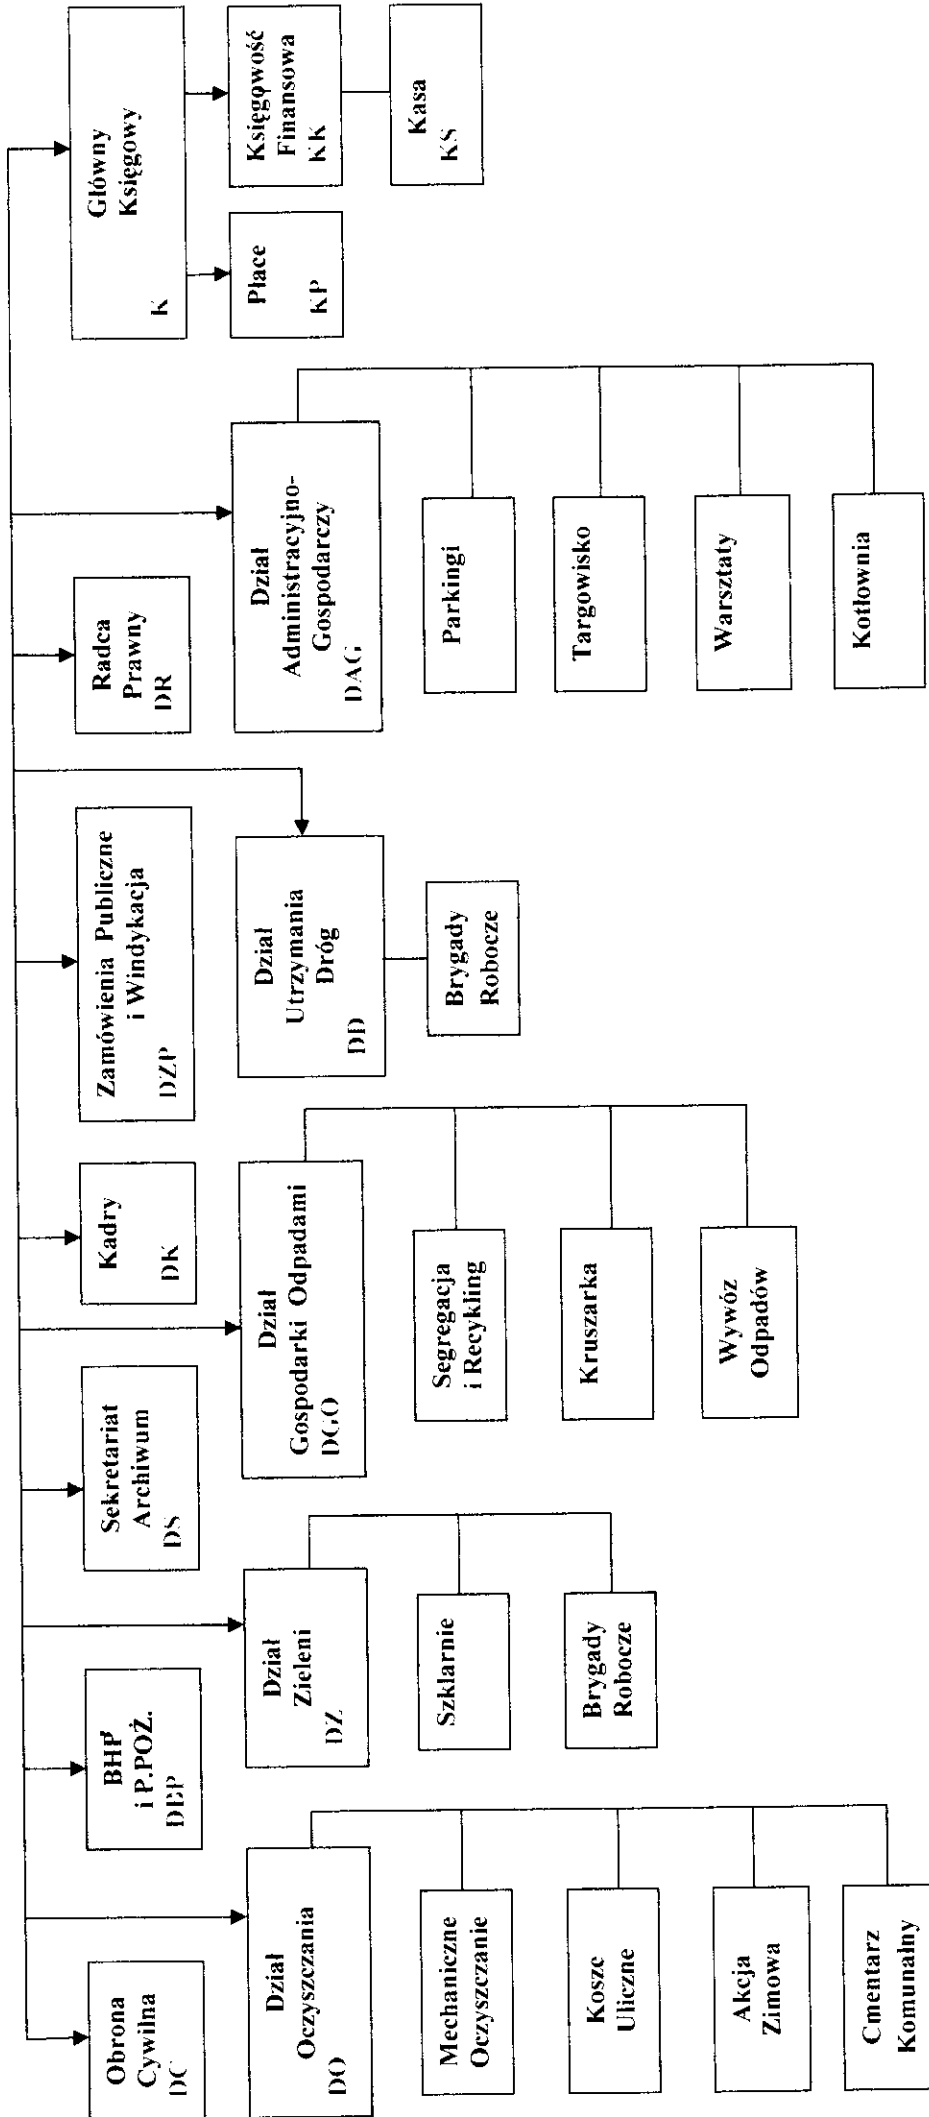 Obrona
Cywilna
DC
BHP
i P.POŻ.
DBP
Sekretariat
Archiwum
DS
Kadry
DK
Zamówienia Publiczne
i Windykacja
DZP
Radca
Prawny
DR
Główny
Księgowy
K
Dział
Oczyszczania
DO
Mechaniczne
Oczyszczanie
Kosze
Uliczne
Akcja
Zimowa
Cmentarz
Komunalny
Dział
Zieleni
DZ
Szklarnie
Brygady
Robocze
Dział
Gospodarki Odpadami
DGO
Segregacja
i Recykling
Kruszarka
Wywóz
Odpadów
Dział
Utrzymania
Dróg
DD
Brygady
Robocze
Dział
Administracyjno-
Gospodarczy
DAG
Parkingi
Targowisko
Warsztaty
Kotłownia
Płace
KP
Księgowość
Finansowa
KK
Kasa
KS